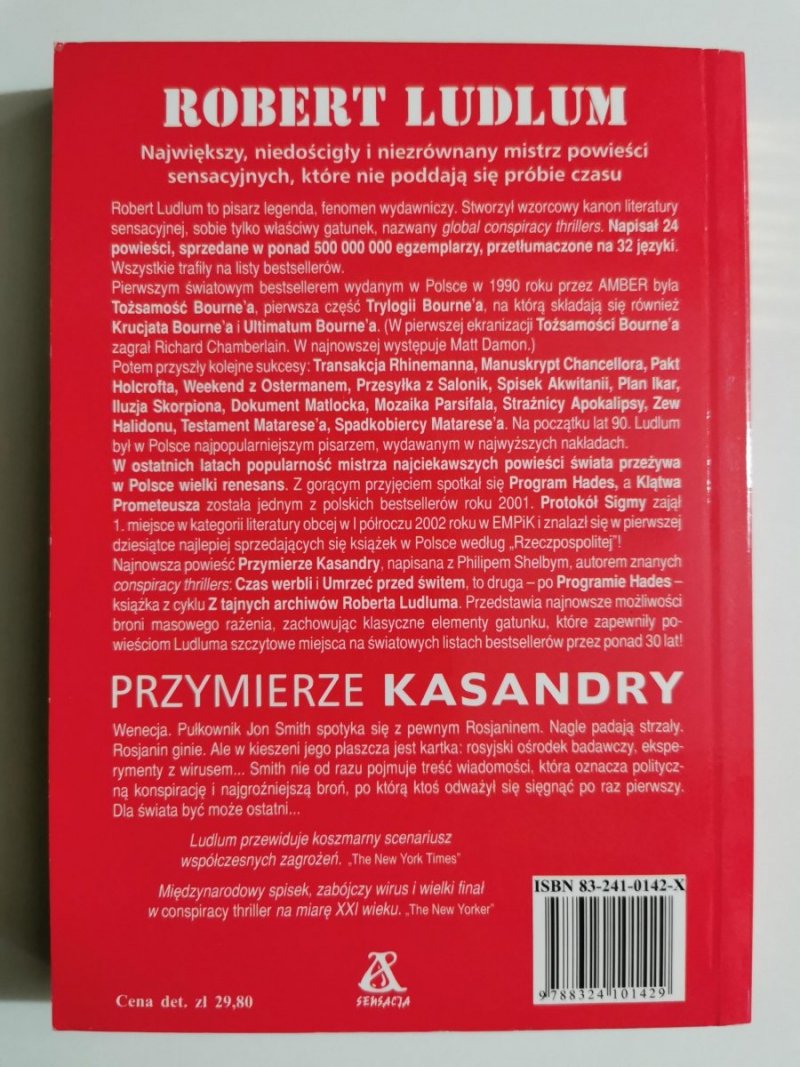 ROBERT LUDLUM
Największy, niedościgły i niezrównany mistrz powieści
sensacyjnych, które nie poddają się próbie czasu
Robert Ludlum to pisarz legenda, fenomen wydawniczy. Stworzył wzorcowy kanon literatury
sensacyjnej, sobie tylko właściwy gatunek, nazwany global conspiracy thrillers. Napisał 24
powieści, sprzedane w ponad 500 000 000 egzemplarzy, przetłumaczone na 32 języki.
Wszystkie trafiły na listy bestsellerów.
Pierwszym światowym bestsellerem wydanym w Polsce w 1990 roku przez AMBER była
Tożsamość Bourne'a, pierwsza część Trylogii Bourne'a, na którą składają się również
Krucjata Bourne'a i Ultimatum Bourne'a. (W pierwszej ekranizacji Tożsamości Bourne'a
zagrał Richard Chamberlain. W najnowszej występuje Matt Damon.)
Potem przyszły kolejne sukcesy: Transakcja Rhinemanna, Manuskrypt Chancellora, Pakt
Holcrofta, Weekend z Ostermanem, Przesyłka z Salonik, Spisek Akwitanii, Plan Ikar,
Iluzja Skorpiona, Dokument Matlocka, Mozaika Parsifala, Strażnicy Apokalipsy, Zew
Halidonu, Testament Matarese'a, Spadkobiercy Matarese'a. Na początku lat 90. Ludlum
był w Polsce najpopularniejszym pisarzem, wydawanym w najwyższych nakładach.
W ostatnich latach popularność mistrza najciekawszych powieści świata przeżywa
w Polsce wielki renesans. Z gorącym przyjęciem spotkał się Program Hades, a Klątwa
Prometeusza została jednym z polskich bestsellerów roku 2001. Protokół Sigmy zajął
1. miejsce w kategorii literatury obcej w I półroczu 2002 roku w EMPiK i znalazł się w pierwszej
dziesiątce najlepiej sprzedających się książek w Polsce według „Rzeczpospolitej"!
Najnowsza powieść Przymierze Kasandry, napisana z Philipem Shelbym, autorem znanych
conspiracy thrillers: Czas werbli i Umrzeć przed świtem, to druga – po Programie Hades –
książka z cyklu Z tajnych archiwów Roberta Ludluma. Przedstawia najnowsze możliwości
broni masowego rażenia, zachowując klasyczne elementy gatunku, które zapewniły po-
wieściom Ludluma szczytowe miejsca na światowych listach bestsellerów przez ponad 30 lat!
PRZYMIERZE KASANDRY
Wenecja. Pułkownik Jon Smith spotyka się z pewnym Rosjaninem. Nagle padają strzały.
Rosjanin ginie. Ale w kieszeni jego płaszcza jest kartka: rosyjski ośrodek badawczy, ekspe-
rymenty z wirusem... Smith nie od razu pojmuje treść wiadomości, która oznacza politycz-
ną konspirację i najgroźniejszą broń, po którą ktoś odważył się sięgnąć po raz pierwszy.
Dla świata być może ostatni...
Ludlum przewiduje koszmarny scenariusz
współczesnych zagrożeń. „The New York Times"
Międzynarodowy spisek, zabójczy wirus i wielki finał
w conspiracy thriller na miarę XXI wieku. „The New Yorker"
ISBN 83-241-0142-X
9 788324 101429
SENSACJA
Cena det. zł 29,80